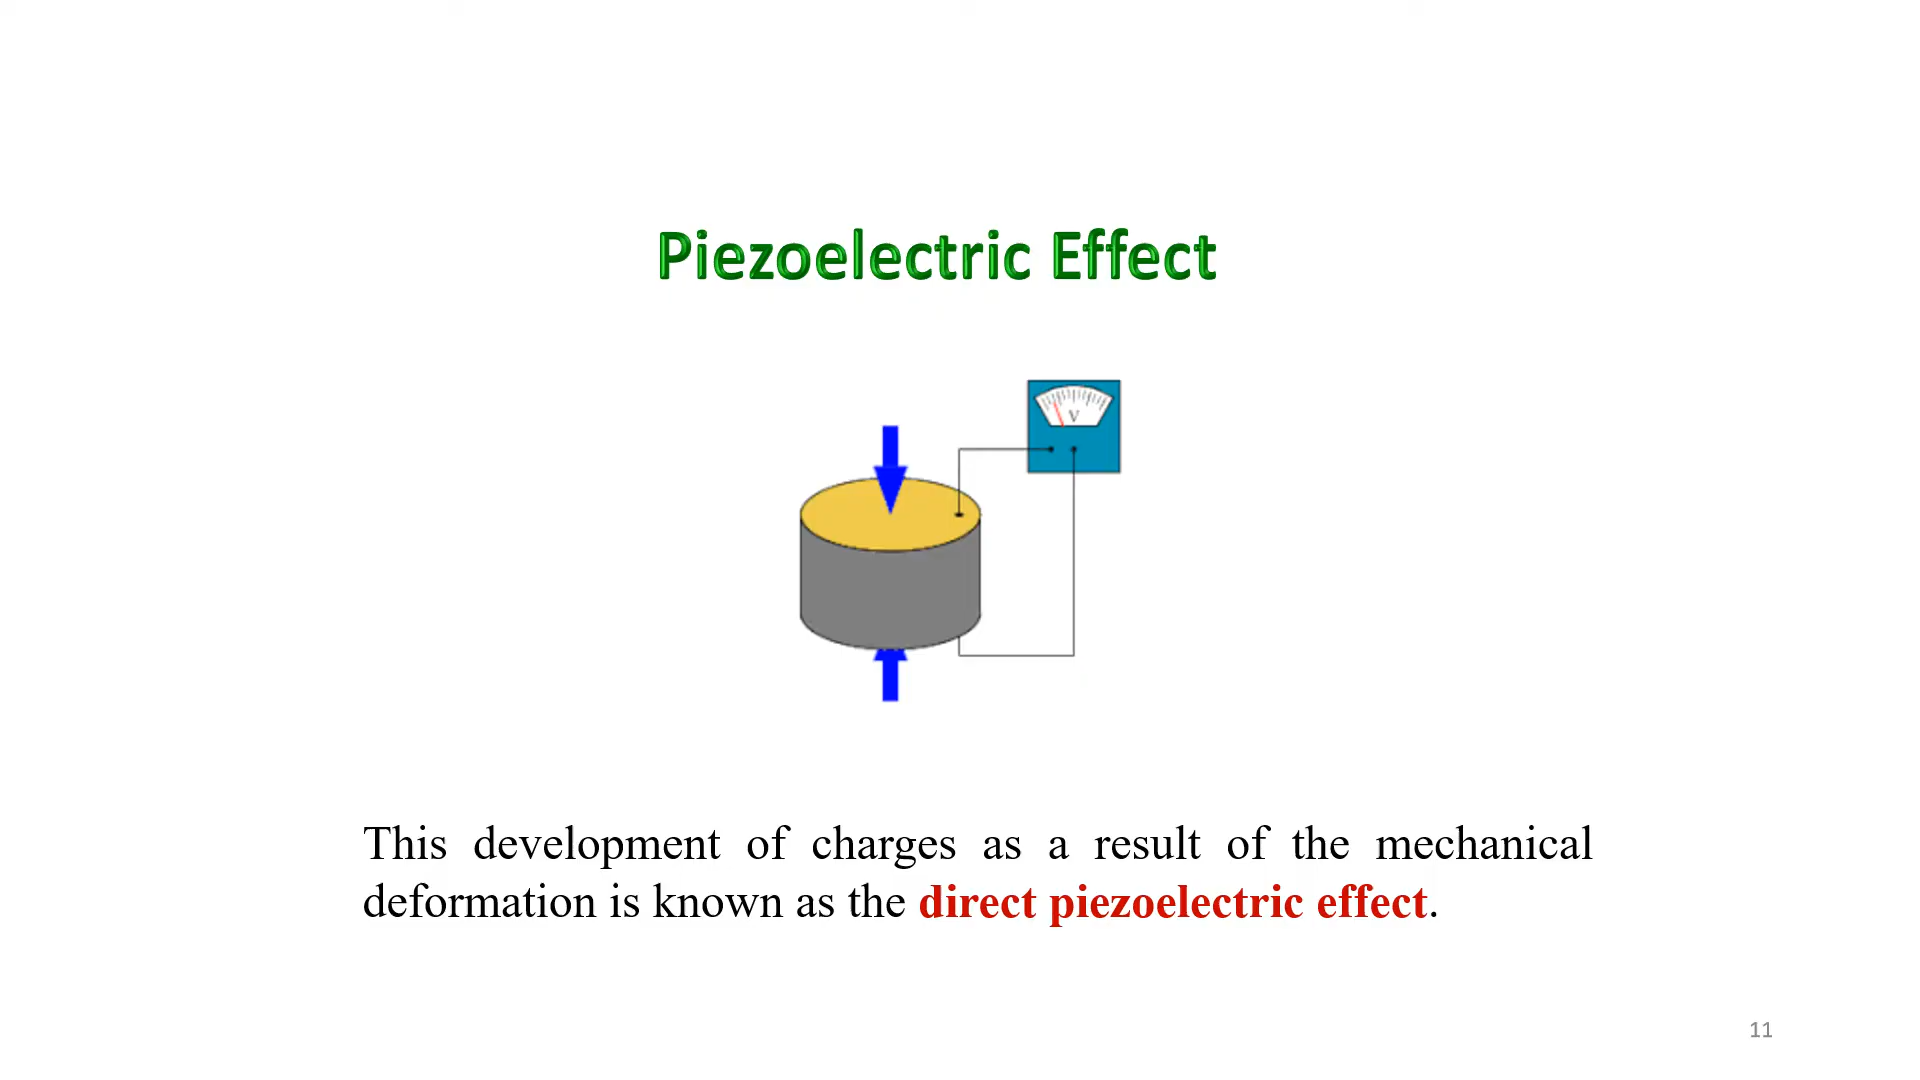 Piezoelectric Effect
V
This development of charges as a result of the mechanical
deformation is known as the direct piezoelectric effect.
11